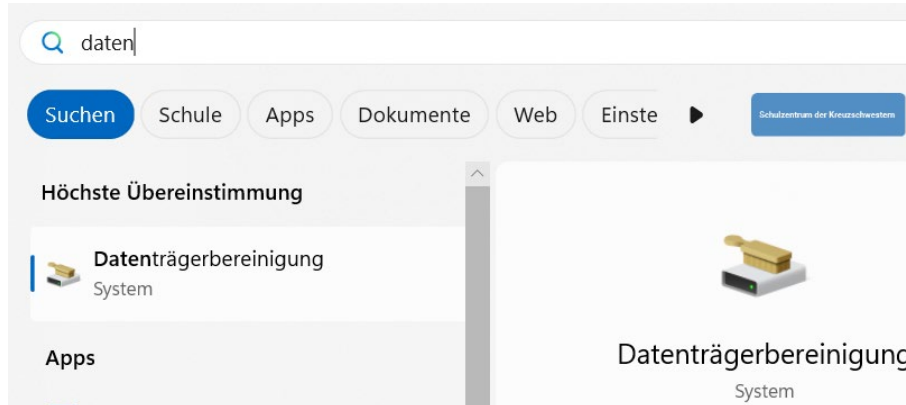 daten
Suchen Schule Apps Dokumente Web Einste
Schulzentrum der Kreuzschwestern
Höchste Übereinstimmung
Datenträgerbereinigung
System
Apps
Datenträgerbereinigung
System